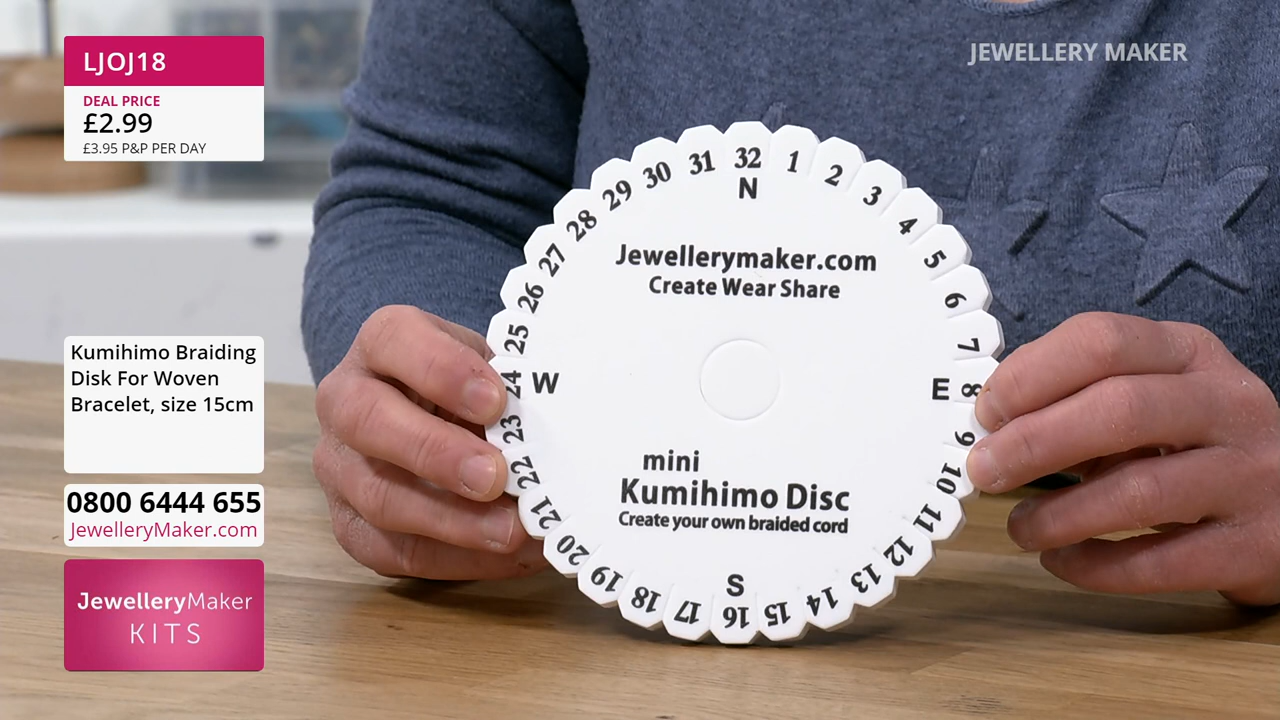 LJOJ18
DEAL PRICE
£2.99
£3.95 P&P PER DAY
Kumihimo Braiding
Disk For Woven
Bracelet, size 15cm
0800 6444 655
JewelleryMaker.com
JewelleryMaker
KITS
JEWELLERY MAKER
32 1 2 3 4 5 6 7 8 9 10 11 12 13 14 15 16 17 18 19 20 21 22 23 24 25 26 27 28 29 30 31
N
Jewellerymaker.com
Create Wear Share
W E
mini
Kumihimo Disc
Create your own braided cord
S